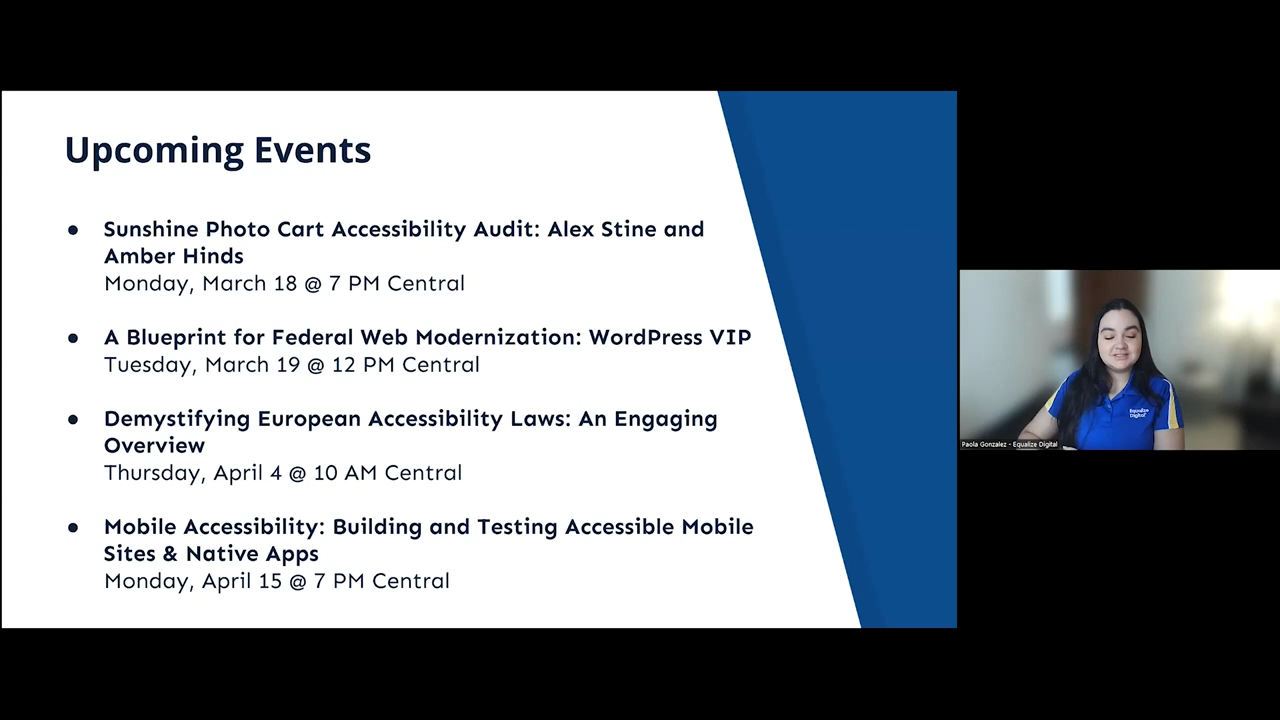 Upcoming Events
● Sunshine Photo Cart Accessibility Audit: Alex Stine and
Amber Hinds
Monday, March 18 @ 7 PM Central
● A Blueprint for Federal Web Modernization: WordPress VIP
Tuesday, March 19 @ 12 PM Central
● Demystifying European Accessibility Laws: An Engaging
Overview
Thursday, April 4 @ 10 AM Central
● Mobile Accessibility: Building and Testing Accessible Mobile
Sites & Native Apps
Monday, April 15 @ 7 PM Central
Equalize
Digital
Paola Gonzalez - Equalize Digital